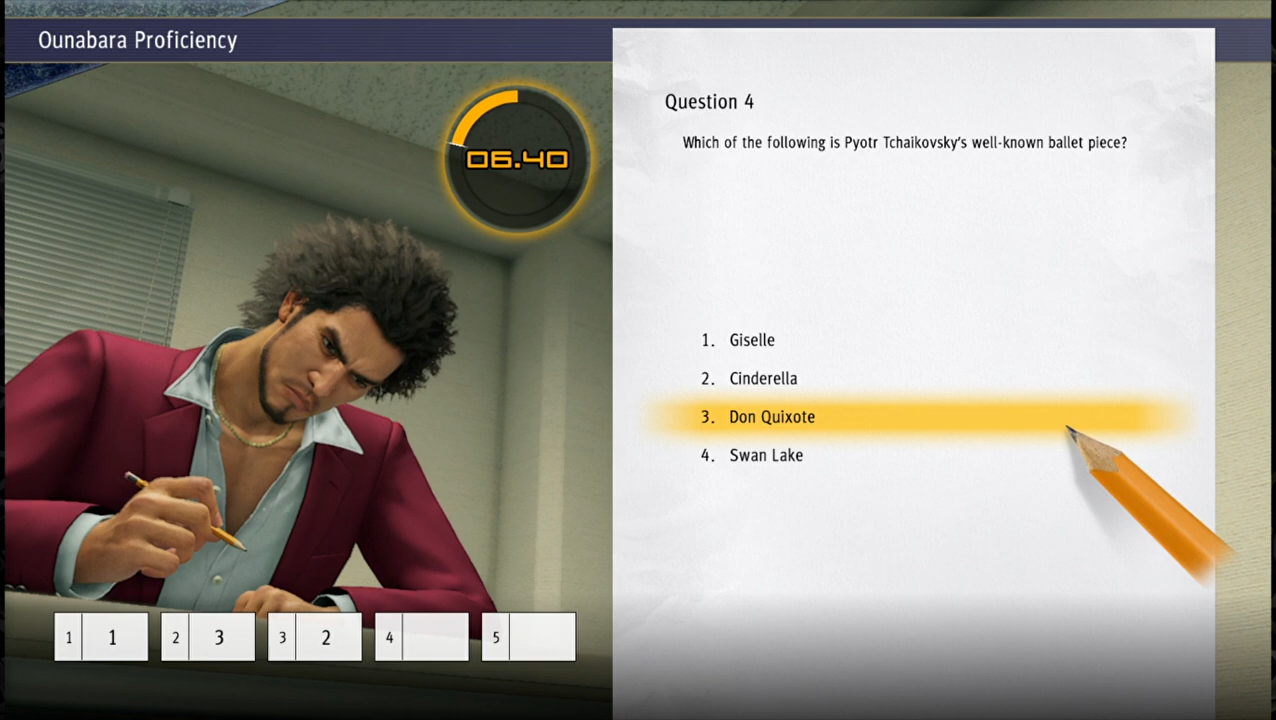 Ounabara Proficiency
06.40
Question 4
Which of the following is Pyotr Tchaikovsky's well-known ballet piece?
1. Giselle
2. Cinderella
3. Don Quixote
4. Swan Lake
1 1 2 3 3 2 4 5